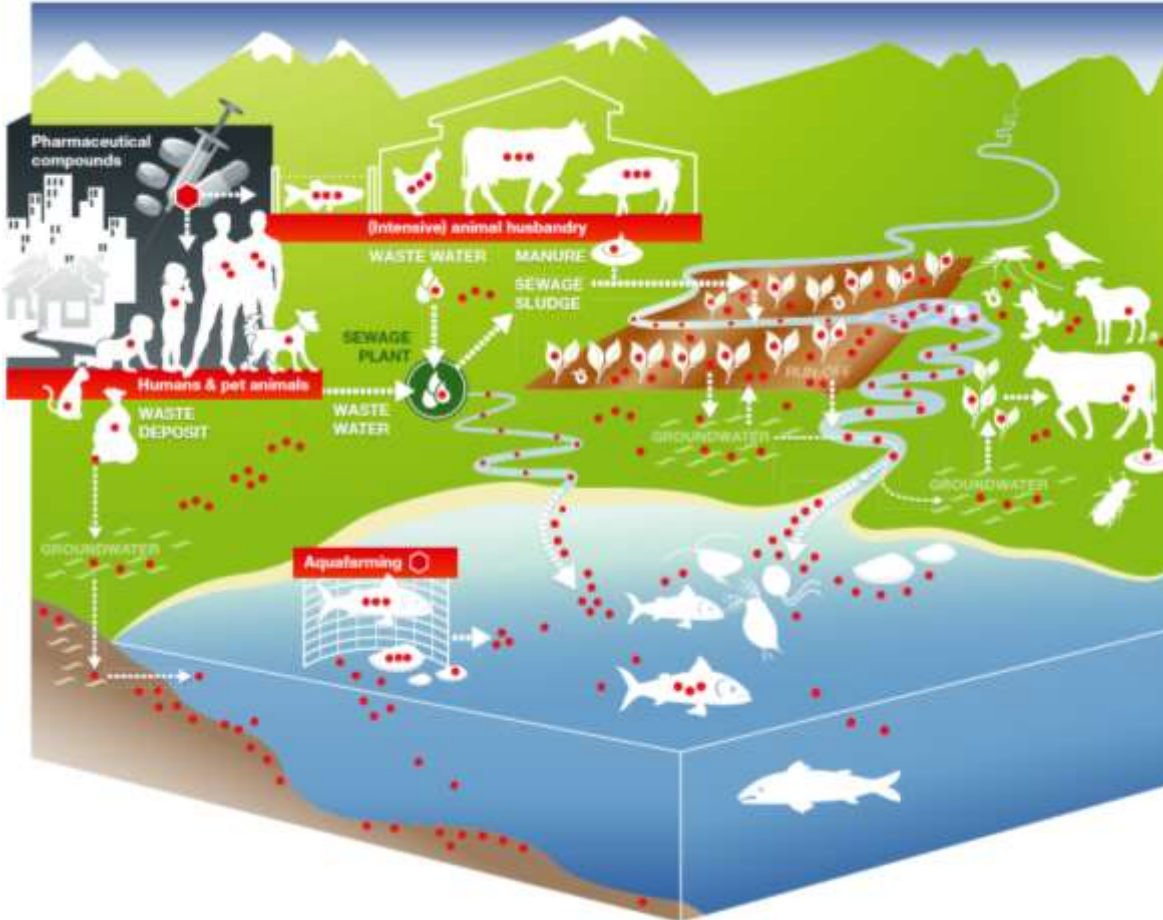 Pharmaceutical
compounds
(Intensive) animal husbandry
WASTE WATER
MANURE
SEWAGE
SLUDGE
SEWAGE
PLANT
RUN-OFF
Humans & pet animals
WASTE
DEPOSIT
WASTE
WATER
GROUNDWATER
GROUNDWATER
GROUNDWATER
Aquafarming